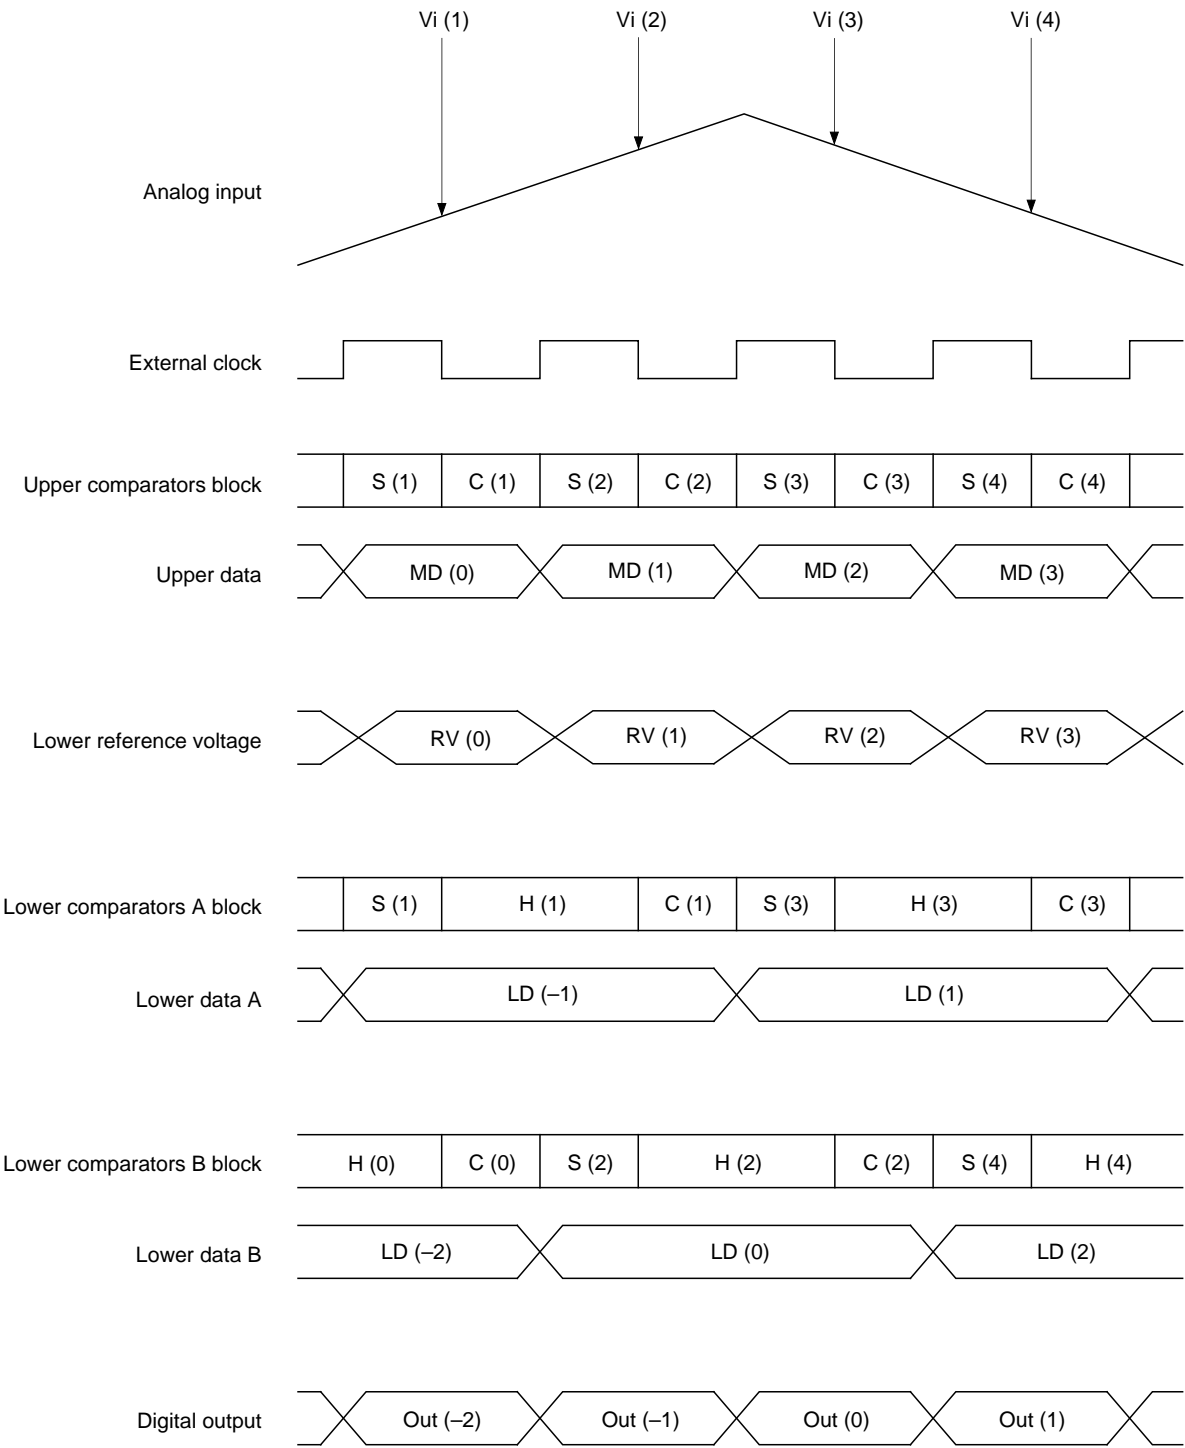 Vi (1) Vi (2) Vi (3) Vi (4)
Analog input
External clock
Upper comparators block S (1) C (1) S (2) C (2) S (3) C (3) S (4) C (4)
Upper data MD (0) MD (1) MD (2) MD (3)
Lower reference voltage RV (0) RV (1) RV (2) RV (3)
Lower comparators A block S (1) H (1) C (1) S (3) H (3) C (3)
Lower data A LD (–1) LD (1)
Lower comparators B block H (0) C (0) S (2) H (2) C (2) S (4) H (4)
Lower data B LD (–2) LD (0) LD (2)
Digital output Out (–2) Out (–1) Out (0) Out (1)